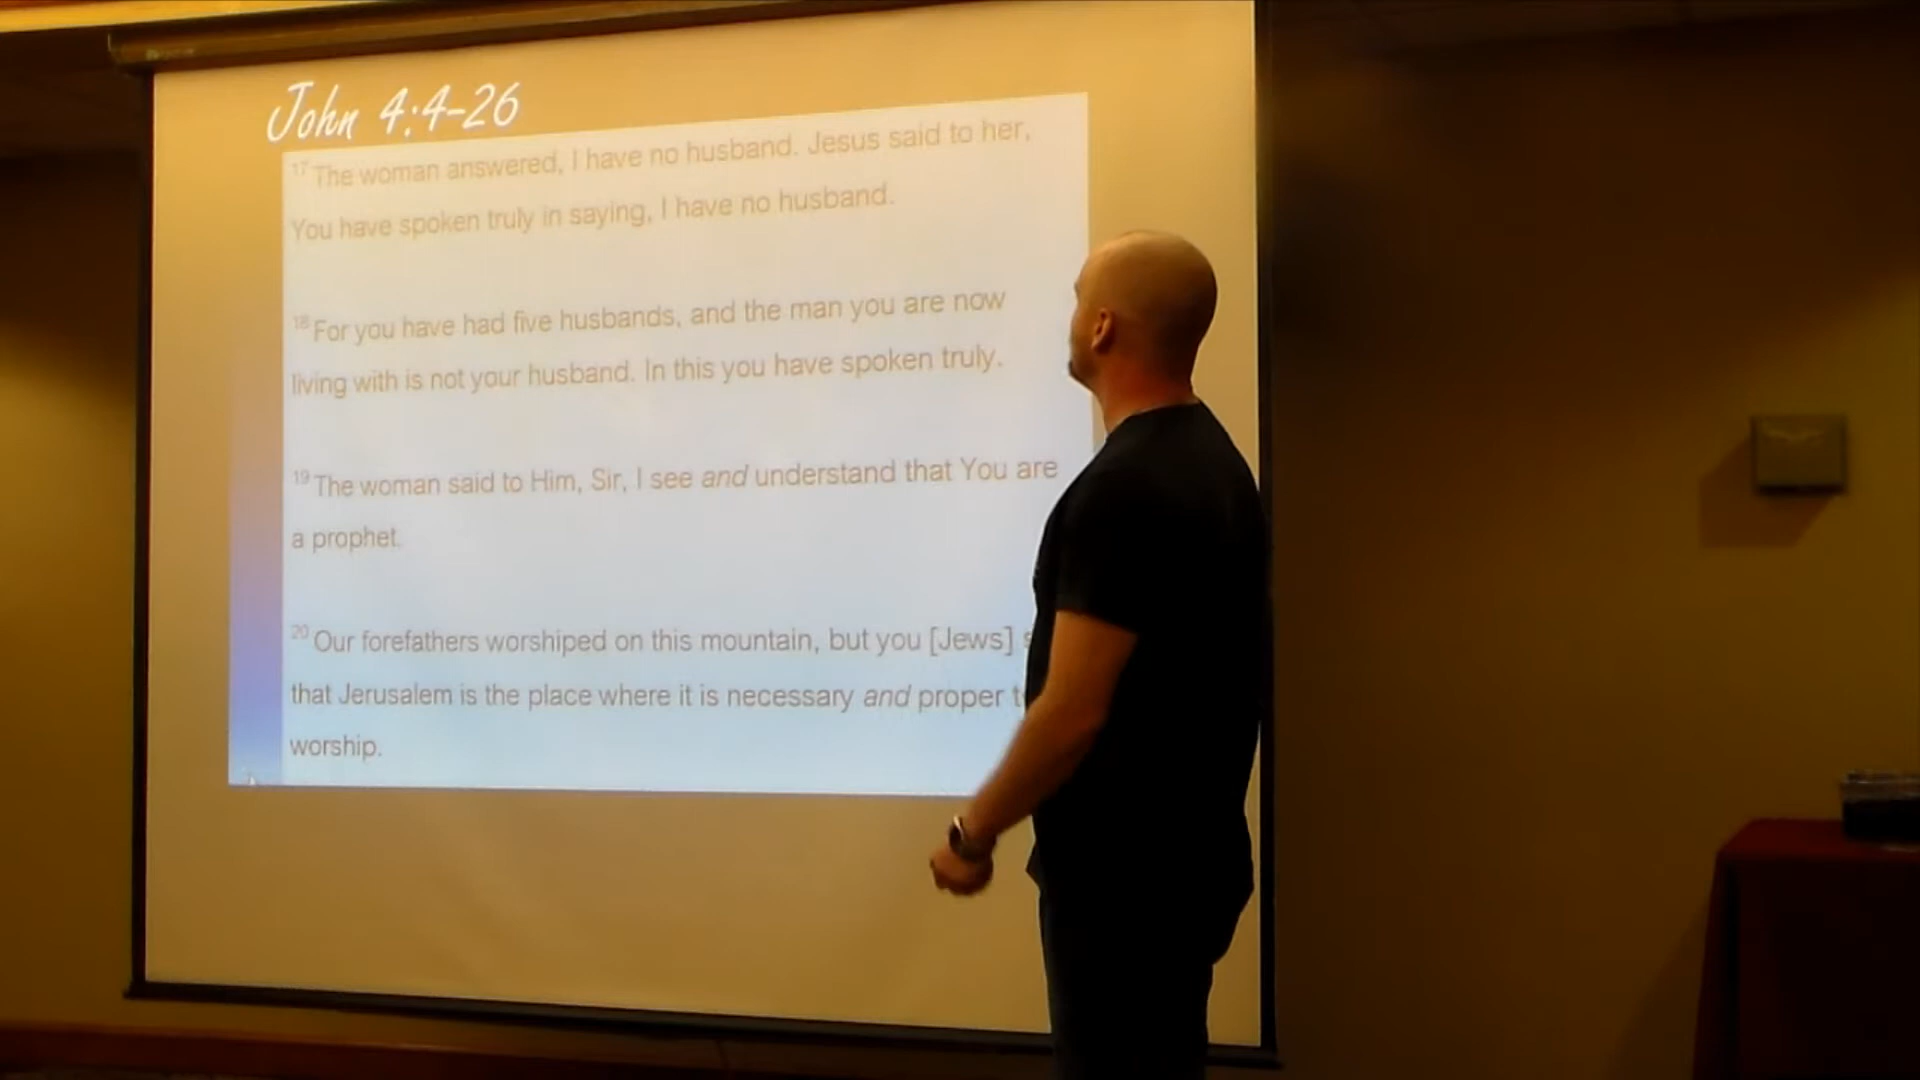 John 4:4-26
17 The woman answered, I have no husband. Jesus said to her,
You have spoken truly in saying, I have no husband.
18 For you have had five husbands, and the man you are now
living with is not your husband. In this you have spoken truly.
19 The woman said to Him, Sir, I see and understand that You are
a prophet.
20 Our forefathers worshiped on this mountain, but you [Jews]
that Jerusalem is the place where it is necessary and proper
worship.